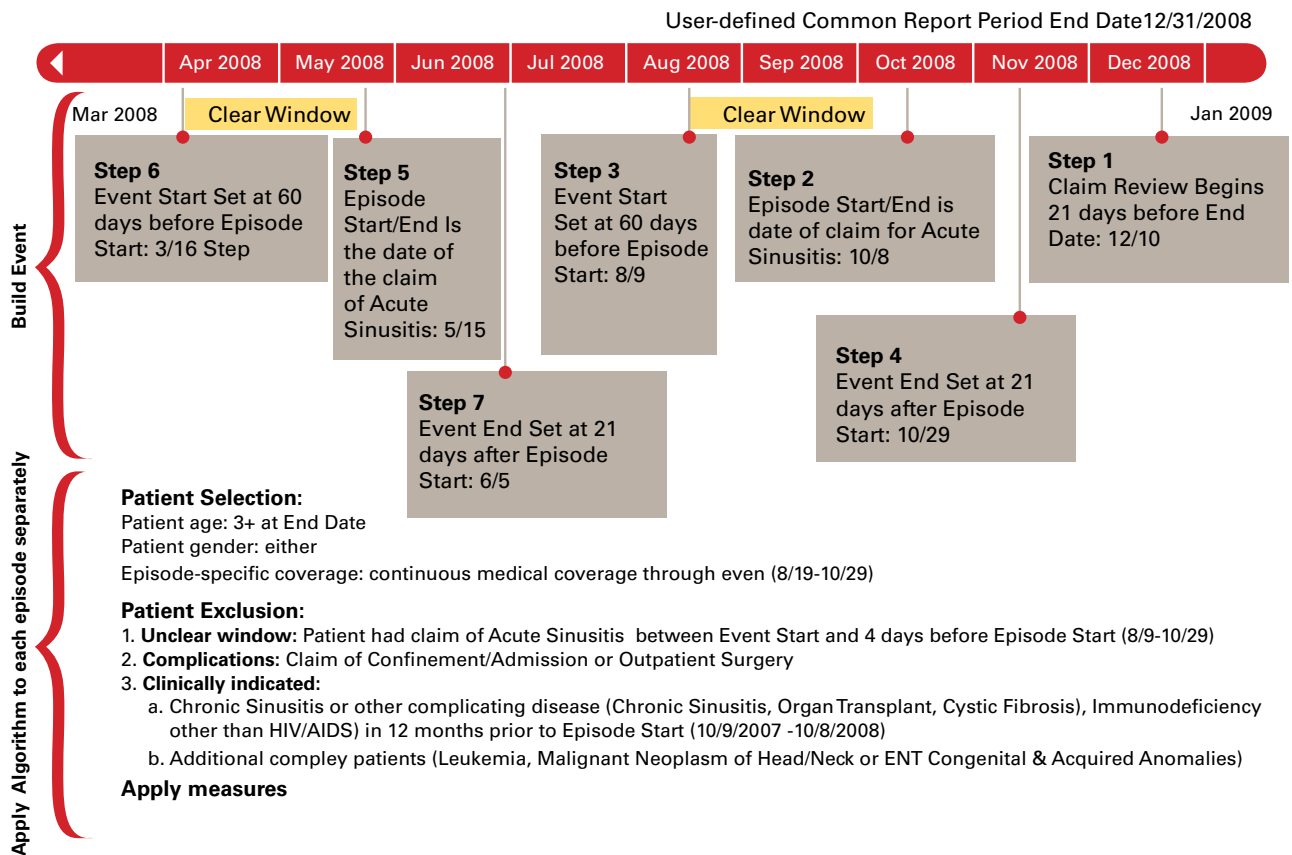 User-defined Common Report Period End Date12/31/2008
Apr 2008
May 2008
Jun 2008
Jul 2008
Aug 2008
Sep 2008
Oct 2008
Nov 2008
Dec 2008
Mar 2008
Clear Window
Clear Window
Jan 2009
Build Event
Step 6
Event Start Set at 60
days before Episode
Start: 3/16 Step
Step 5
Episode
Start/End Is
the date of
the claim
of Acute
Sinusitis: 5/15
Step 3
Event Start
Set at 60 days
before Episode
Start: 8/9
Step 2
Episode Start/End is
date of claim for Acute
Sinusitis: 10/8
Step 1
Claim Review Begins
21 days before End
Date: 12/10
Step 7
Event End Set at 21
days after Episode
Start: 6/5
Step 4
Event End Set at 21
days after Episode
Start: 10/29
Apply Algorithm to each episode separately
Patient Selection:
Patient age: 3+ at End Date
Patient gender: either
Episode-specific coverage: continuous medical coverage through even (8/19-10/29)
Patient Exclusion:
1. Unclear window: Patient had claim of Acute Sinusitis between Event Start and 4 days before Episode Start (8/9-10/29)
2. Complications: Claim of Confinement/Admission or Outpatient Surgery
3. Clinically indicated:
a. Chronic Sinusitis or other complicating disease (Chronic Sinusitis, Organ Transplant, Cystic Fibrosis), Immunodeficiency
other than HIV/AIDS) in 12 months prior to Episode Start (10/9/2007 -10/8/2008)
b. Additional compley patients (Leukemia, Malignant Neoplasm of Head/Neck or ENT Congenital & Acquired Anomalies)
Apply measures